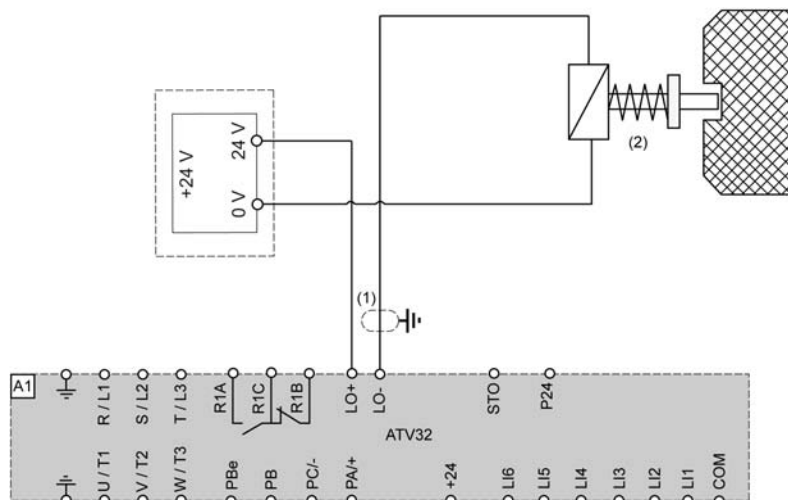 +24 V
24 V
0 V
(2)
(1)
A1
R / L1
S / L2
T / L3
R1A
R1C
R1B
LO+
LO-
STO
P24
ATV32
U / T1
V / T2
W / T3
PBe
PB
PC/-
PA/+
+24
LI6
LI5
LI4
LI3
LI2
LI1
COM